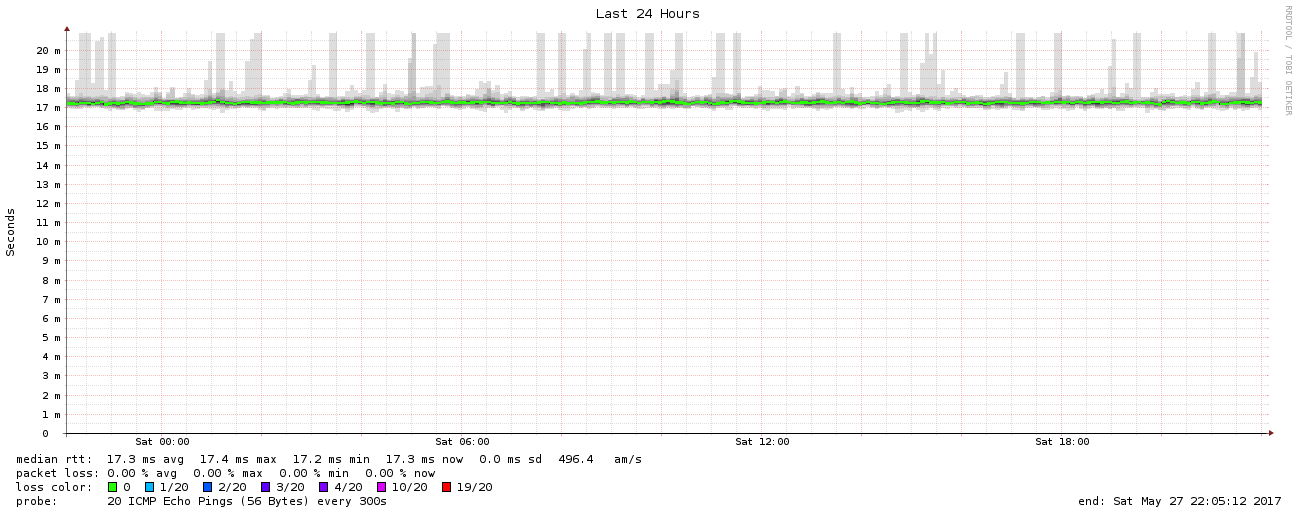 Last 24 Hours
RRDTOOL / TOBI OETIKER
Seconds
20 m
19 m
18 m
17 m
16 m
15 m
14 m
13 m
12 m
11 m
10 m
9 m
8 m
7 m
6 m
5 m
4 m
3 m
2 m
1 m
0
Sat 00:00 Sat 06:00 Sat 12:00 Sat 18:00
median rtt: 17.3 ms avg 17.4 ms max 17.2 ms min 17.3 ms now 0.0 ms sd 496.4 am/s
packet loss: 0.00 % avg 0.00 % max 0.00 % min 0.00 % now
loss color: 0 1/20 2/20 3/20 4/20 10/20 19/20
probe: 20 ICMP Echo Pings (56 Bytes) every 300s end: Sat May 27 22:05:12 2017